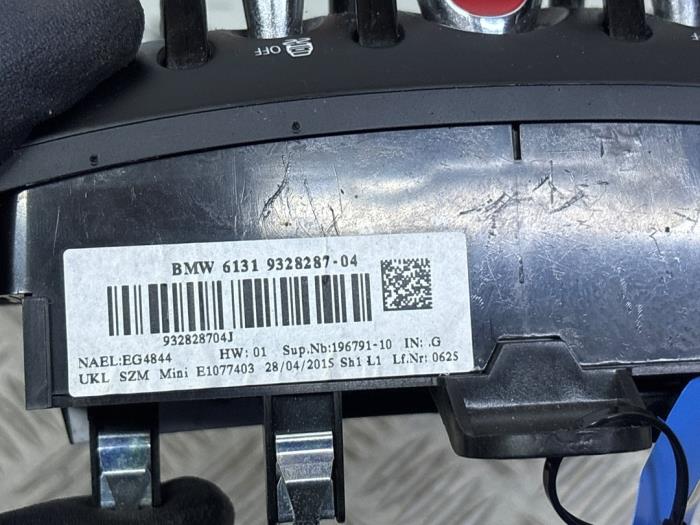 OFF
F
BMW 6131 9328287-04
932828704J
NAEL:EG4844 HW: 01 Sup.Nb:196791-10 IN: .G
UKL SZM Mini E1077403 28/04/2015 Sh1 L1 Lf.Nr: 0625